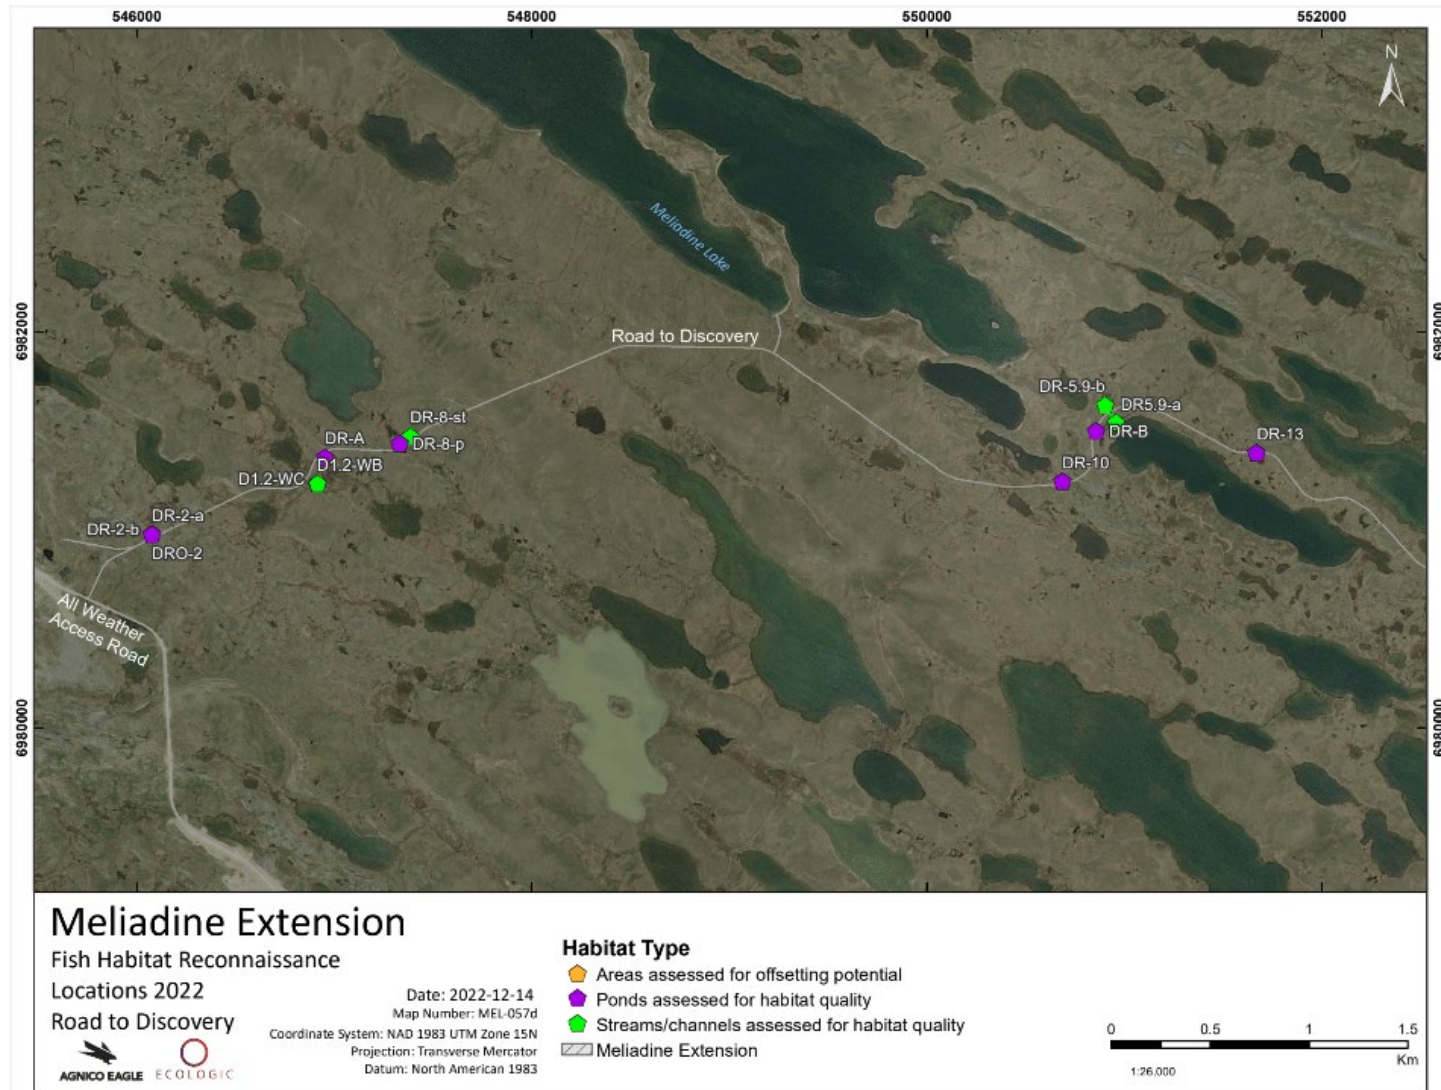 546000
548000
550000
552000
N
Meliadine Lake
6982000
6982000
Road to Discovery
DR-5.9-b
DR5.9-a
DR-8-st
DR-A
DR-8-p
DR-B
DR-13
D1.2-WB
DR-10
D1.2-WC
DR-2-a
DR-2-b
DRO-2
All Weather
Access Road
6980000
6980000
Meliadine Extension
Fish Habitat Reconnaissance
Locations 2022
Road to Discovery
AGNICO EAGLE
ECOLOGIC
Date: 2022-12-14
Map Number: MEL-057d
Coordinate System: NAD 1983 UTM Zone 15N
Projection: Transverse Mercator
Datum: North American 1983
Habitat Type
Areas assessed for offsetting potential
Ponds assessed for habitat quality
Streams/channels assessed for habitat quality
Meliadine Extension
0 0.5 1 1.5
Km
1:26,000